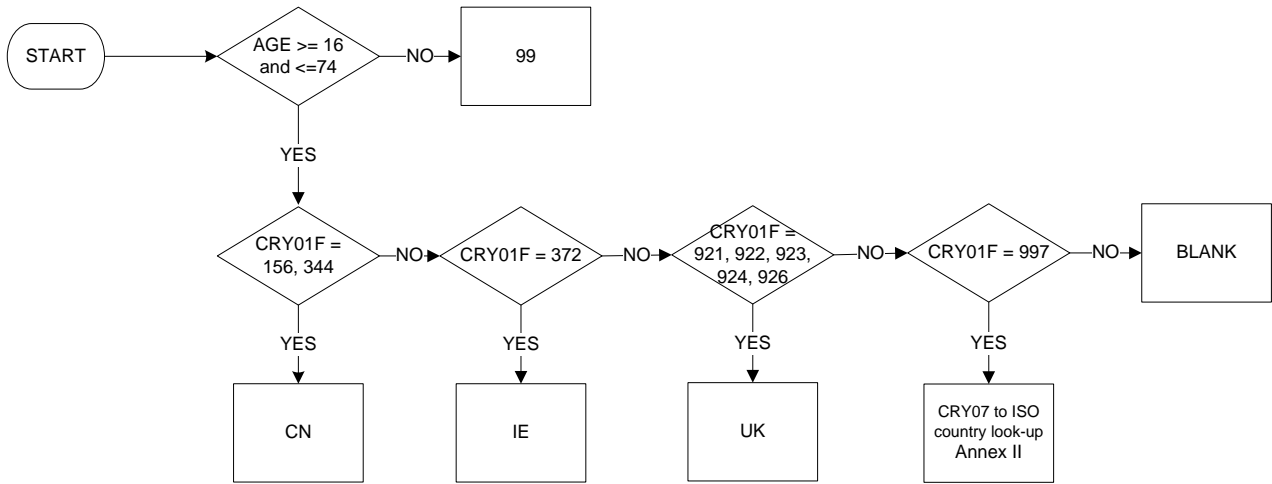 START
AGE >= 16
and <=74
NO
99
YES
CRY01F =
156, 344
NO
CRY01F = 372
NO
CRY01F =
921, 922, 923,
924, 926
NO
CRY01F = 997
NO
BLANK
YES
YES
YES
YES
CN
IE
UK
CRY07 to ISO
country look-up
Annex II